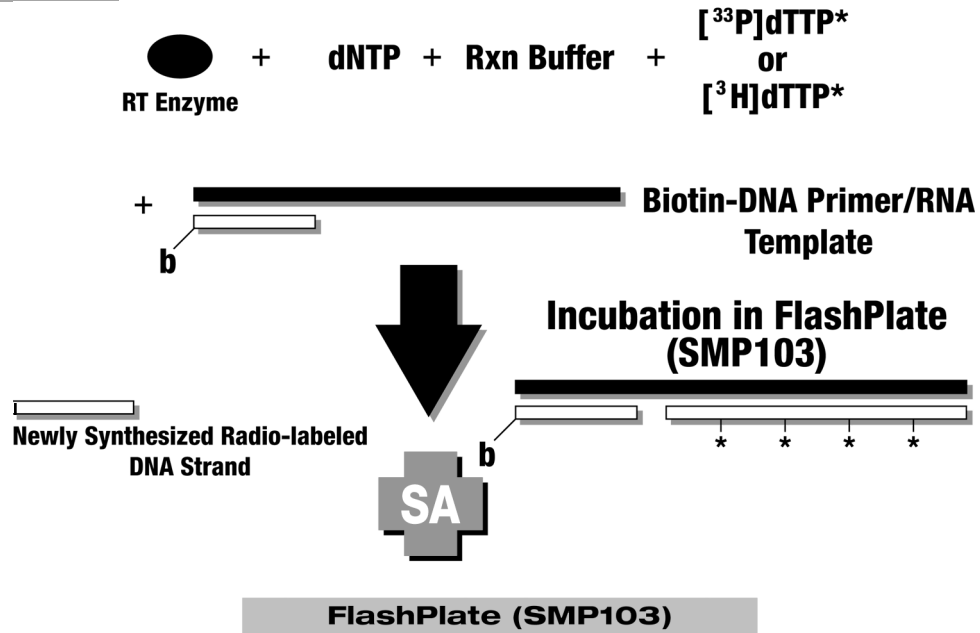 [³³P]dTTP*
+ dNTP + Rxn Buffer + or
RT Enzyme
[³H]dTTP*
+
Biotin-DNA Primer/RNA
Template
b
Incubation in FlashPlate
(SMP103)
Newly Synthesized Radio-labeled
DNA Strand
b
* * * *
SA
FlashPlate (SMP103)